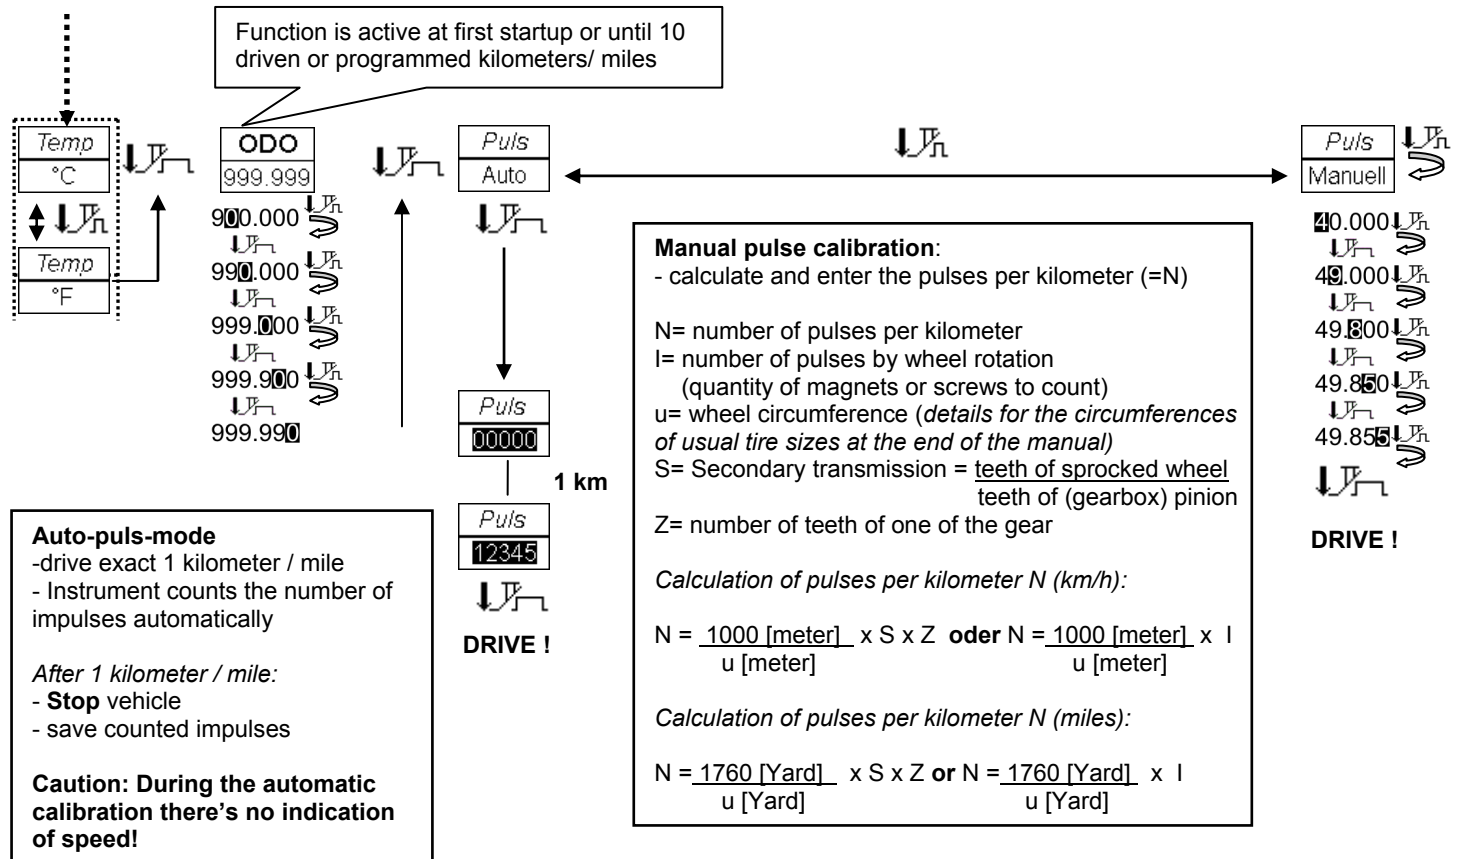 Function is active at first startup or until 10
driven or programmed kilometers/ miles
Temp
°C
Temp
°F
ODO
999.999
900.000
990.000
999.000
999.900
999.990
Puls
Auto
Puls
00000
1 km
Puls
12345
DRIVE !
Puls
Manuell
40.000
49.000
49.800
49.850
49.855
DRIVE !
Auto-puls-mode
-drive exact 1 kilometer / mile
- Instrument counts the number of
impulses automatically
After 1 kilometer / mile:
- Stop vehicle
- save counted impulses
Caution: During the automatic
calibration there's no indication
of speed!
Manual pulse calibration:
- calculate and enter the pulses per kilometer (=N)
N= number of pulses per kilometer
I= number of pulses by wheel rotation
(quantity of magnets or screws to count)
u= wheel circumference (details for the circumferences
of usual tire sizes at the end of the manual)
S= Secondary transmission = teeth of sprocked wheel
teeth of (gearbox) pinion
Z= number of teeth of one of the gear
Calculation of pulses per kilometer N (km/h):
N = 1000 [meter] x S x Z oder N = 1000 [meter] x I
u [meter] u [meter]
Calculation of pulses per kilometer N (miles):
N = 1760 [Yard] x S x Z or N = 1760 [Yard] x I
u [Yard] u [Yard]